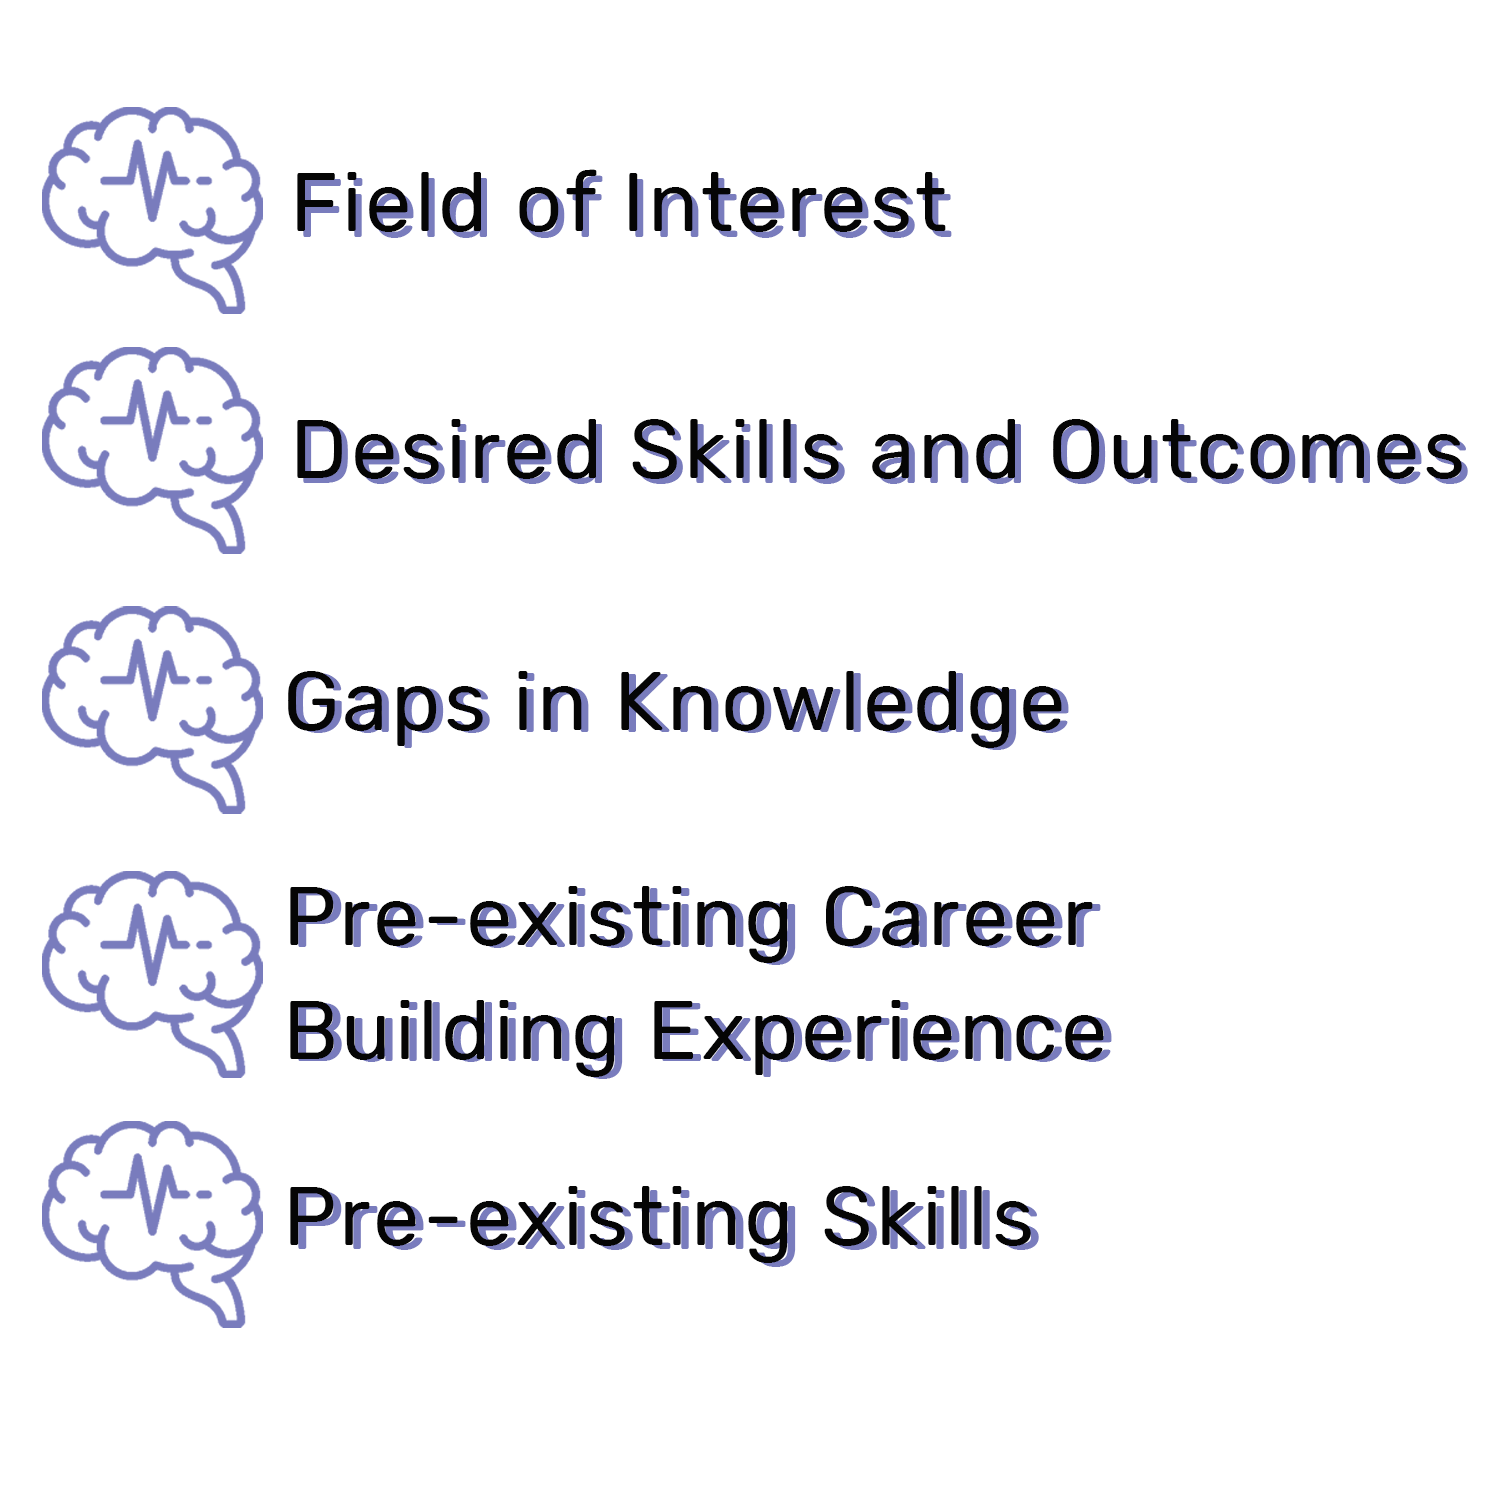 Field of Interest
Desired Skills and Outcomes
Gaps in Knowledge
Pre-existing Career
Building Experience
Pre-existing Skills